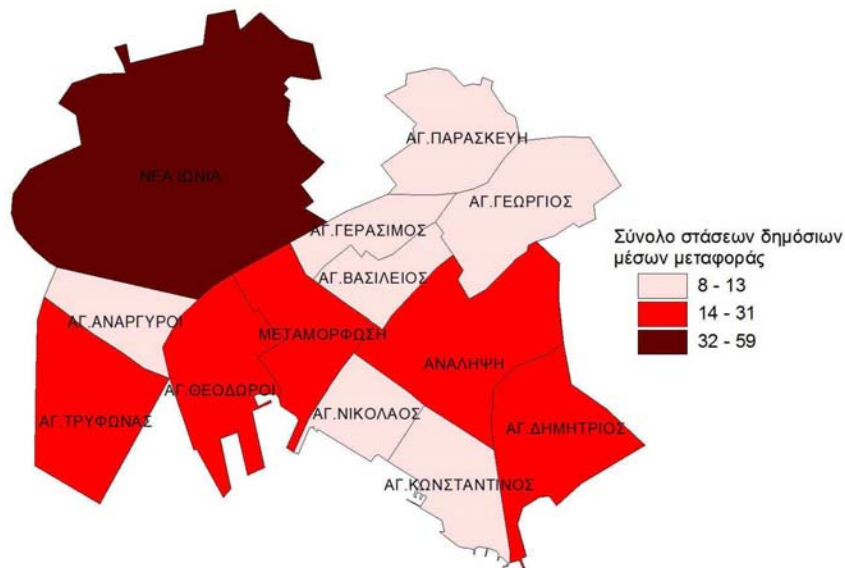 ΑΓ.ΠΑΡΑΣΚΕΥΗ
ΝΕΑ ΙΩΝΙΑ
ΑΓ.ΓΕΩΡΓΙΟΣ
ΑΓ.ΓΕΡΑΣΙΜΟΣ
ΑΓ.ΒΑΣΙΛΕΙΟΣ
ΑΓ.ΑΝΑΡΓΥΡΟΙ
ΜΕΤΑΜΟΡΦΩΣΗ
ΑΝΑΛΗΨΗ
ΑΓ.ΘΕΟΔΩΡΟΙ
ΑΓ.ΝΙΚΟΛΑΟΣ
ΑΓ.ΤΡΥΦΩΝΑΣ
ΑΓ.ΔΗΜΗΤΡΙΟΣ
ΑΓ.ΚΩΝΣΤΑΝΤΙΝΟΣ
Σύνολο στάσεων δημόσιων
μέσων μεταφοράς
8 - 13
14 - 31
32 - 59